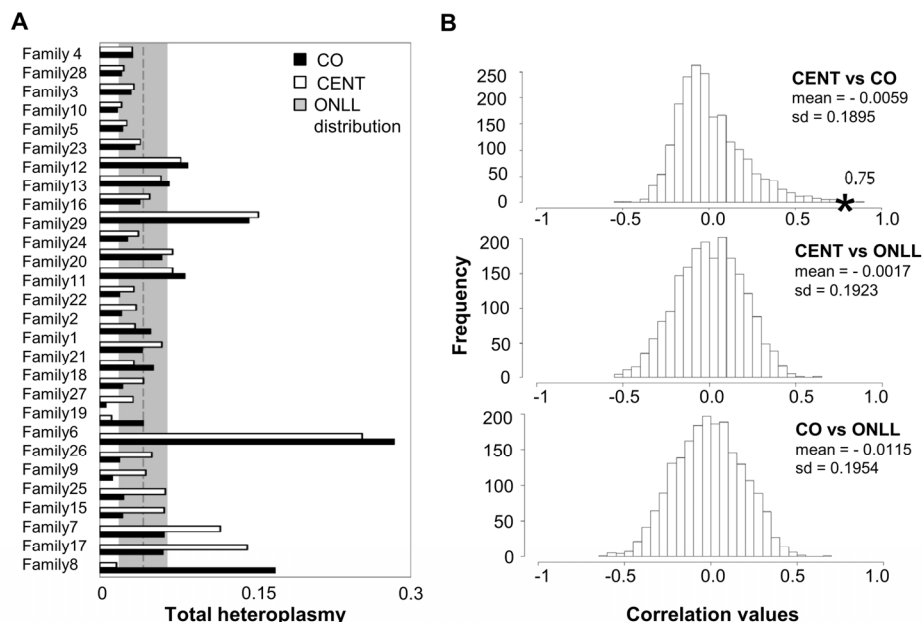 A
Family 4
Family28
Family3
Family10
Family5
Family23
Family12
Family13
Family16
Family29
Family24
Family20
Family11
Family22
Family2
Family1
Family21
Family18
Family27
Family19
Family6
Family26
Family9
Family25
Family15
Family7
Family17
Family8
CO
CENT
ONLL
distribution
0
0.15
0.3
Total heteroplasmy
B
Frequency
250
200
150
100
50
0
CENT vs CO
mean = - 0.0059
sd = 0.1895
0.75
*
-1
-0.5
0.0
0.5
1.0
200
150
100
50
0
CENT vs ONLL
mean = - 0.0017
sd = 0.1923
-1
-0.5
0.0
0.5
1.0
200
150
100
50
0
CO vs ONLL
mean = - 0.0115
sd = 0.1954
-1
-0.5
0.0
0.5
1.0
Correlation values